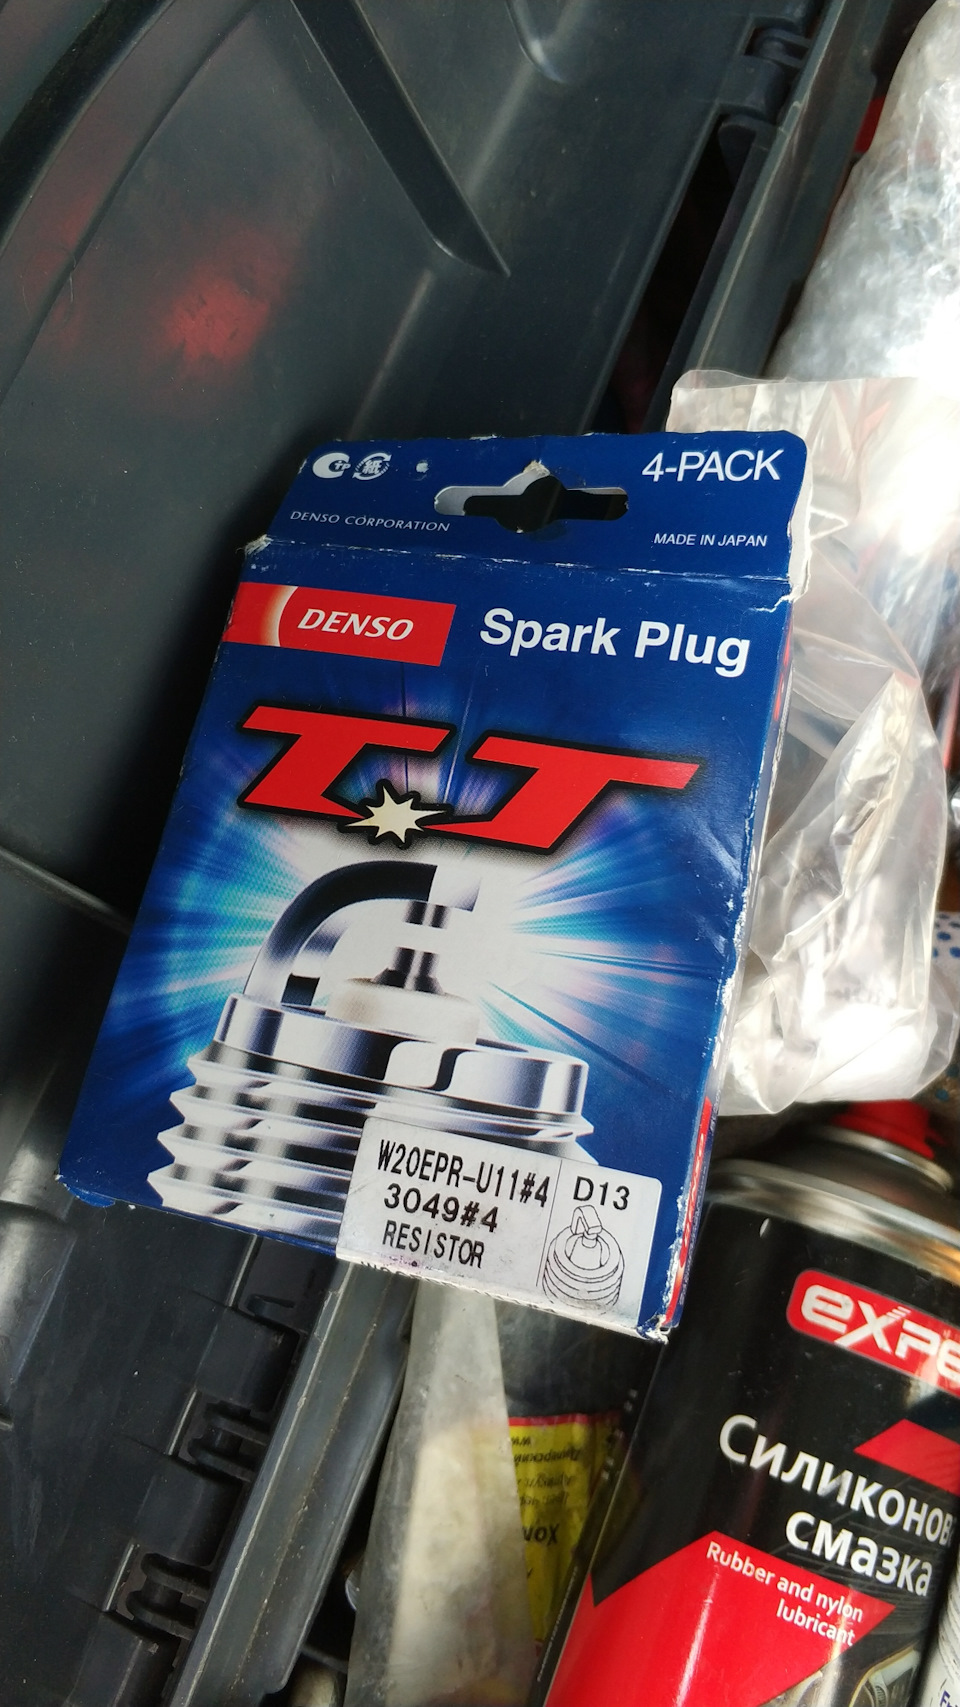 4-PACK
DENSO CORPORATION
MADE IN JAPAN
DENSO
Spark Plug
TT
W20EPR-U11#4
D13
3049#4
RESISTOR
Силиконов
смазка
Rubber and nylon
lubricant